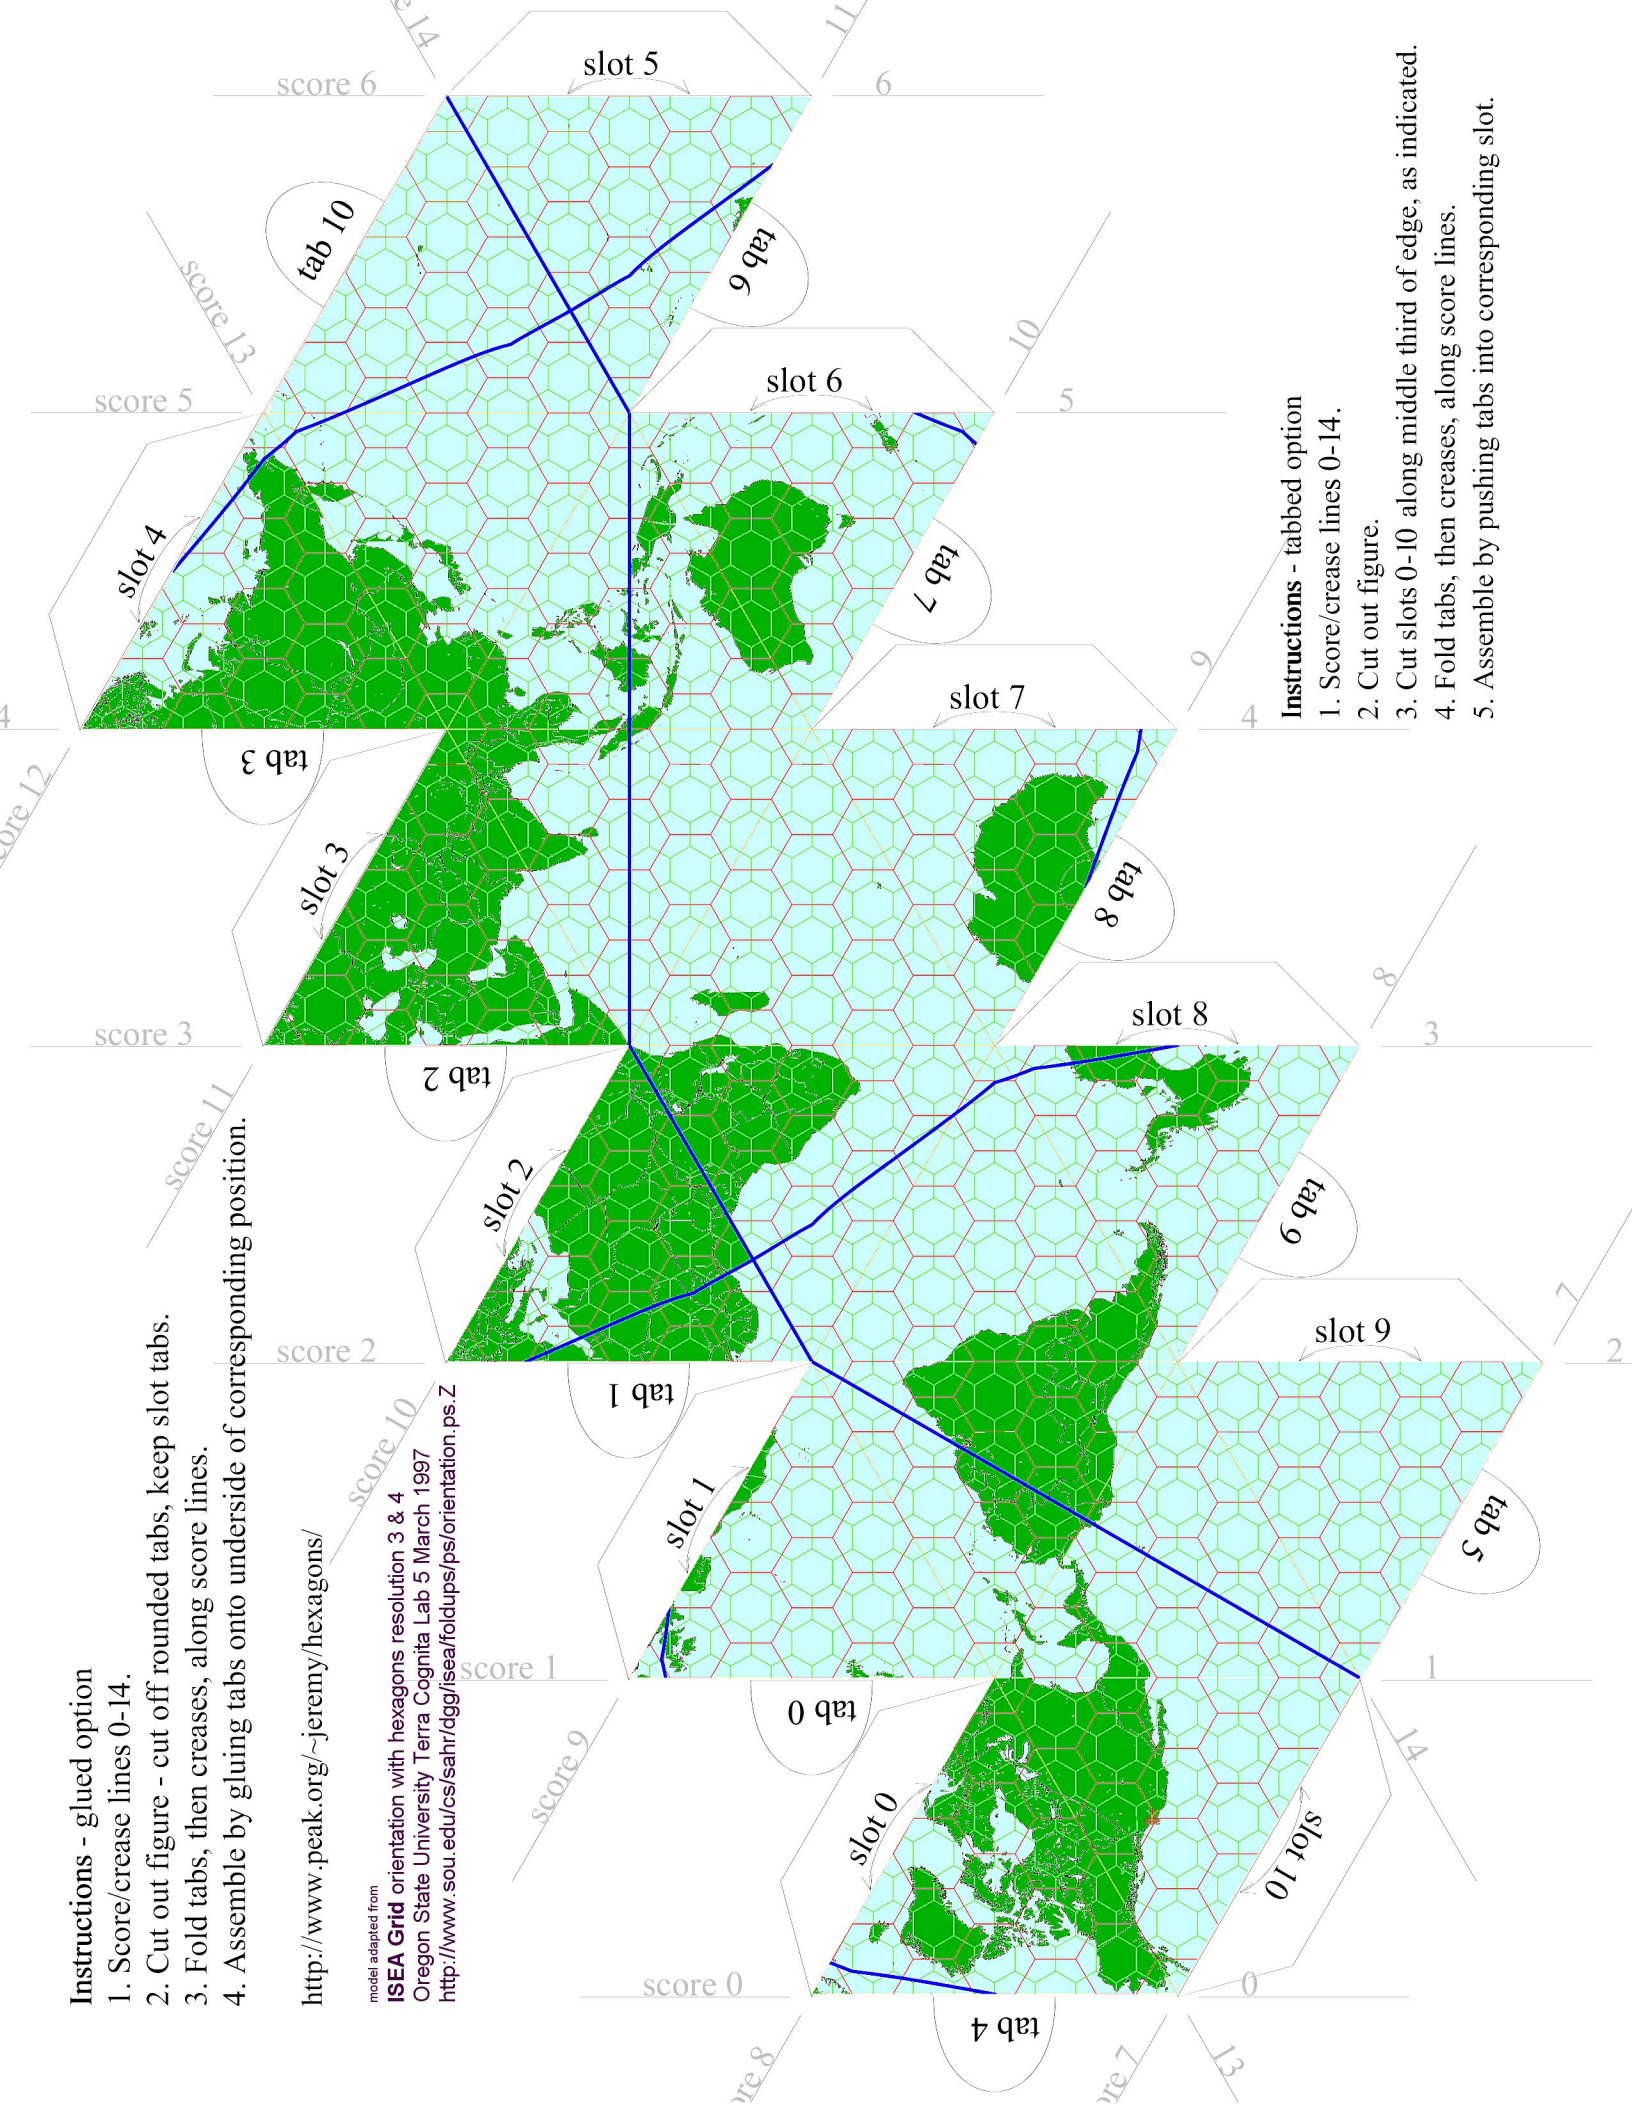 Instructions - glued option
1. Score/crease lines 0-14.
2. Cut out figure - cut off rounded tabs, keep slot tabs.
3. Fold tabs, then creases, along score lines.
4. Assemble by gluing tabs onto underside of corresponding position.
http://www.peak.org/~jeremy/hexagons/
model adapted from
ISEA Grid orientation with hexagons resolution 3 & 4
Oregon State University Terra Cognita Lab 5 March 1997
http://www.sou.edu/cs/sahr/dgg/isea/foldups/ps/orientation.ps.Z
Instructions - tabbed option
1. Score/crease lines 0-14.
2. Cut out figure.
3. Cut slots 0-10 along middle third of edge, as indicated.
4. Fold tabs, then creases, along score lines.
5. Assemble by pushing tabs into corresponding slot.
14
11
slot 5
score 6
6
tab 10
tab 6
score 13
10
slot 6
score 5
5
slot 4
tab 7
9
slot 7
4
4
tab 3
12
slot 3
tab 8
8
slot 8
score 3
3
tab 2
score 11
slot 2
tab 9
7
slot 9
score 2
2
tab 1
score 10
slot 1
tab 5
score 1
1
tab 0
score 9
14
slot 0
slot 10
score 0
0
tab 4
8
7
13